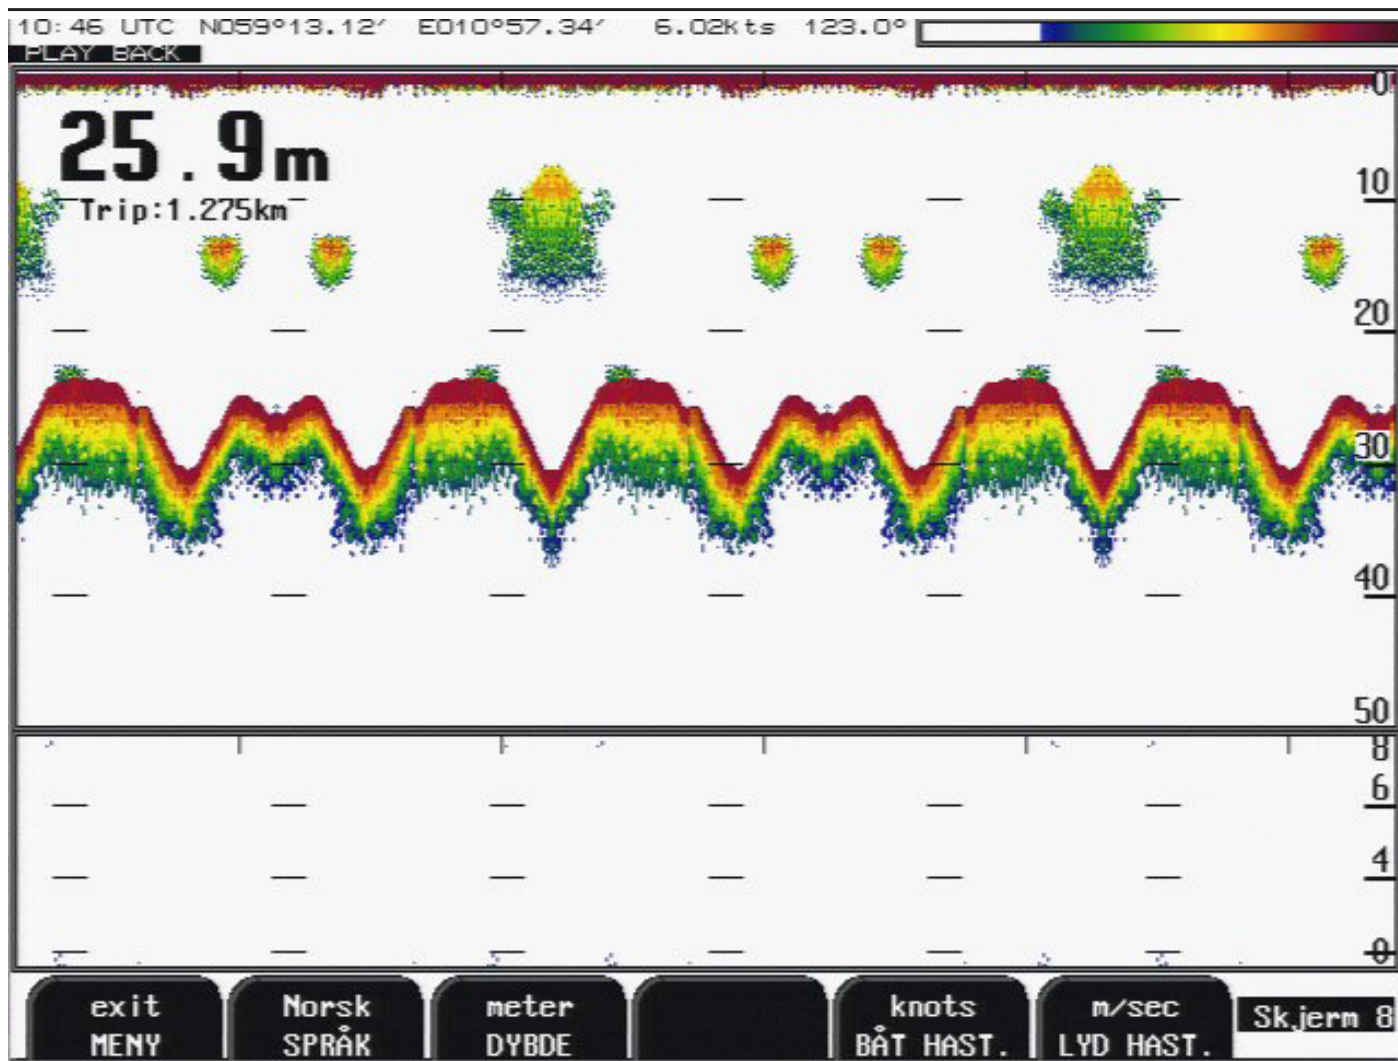 10:46 UTC N059°13.12' E010°57.34' 6.02kts 123.0°
PLAY BACK
0
25.9m
10
Trip:1.275km
20
30
40
50
8
6
4
0
exit Norsk meter knots m/sec Skjerm 8
MENY SPRÅK DYBDE BÅT HAST. LYD HAST.